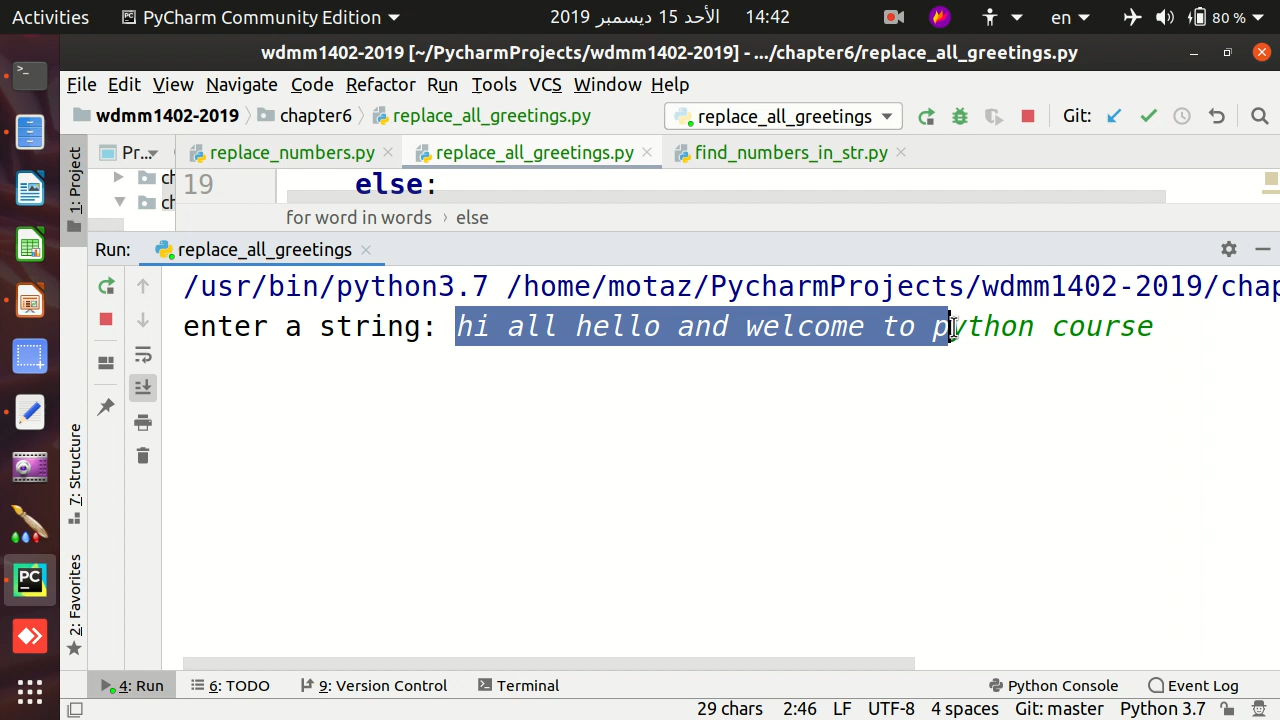 Activities PyCharm Community Edition الأحد 15 ديسمبر 2019 14:42 en 80 %
wdmm1402-2019 [~/PycharmProjects/wdmm1402-2019] - .../chapter6/replace_all_greetings.py
File Edit View Navigate Code Refactor Run Tools VCS Window Help
wdmm1402-2019 chapter6 replace_all_greetings.py replace_all_greetings Git:
1: Project Pr... replace_numbers.py replace_all_greetings.py find_numbers_in_str.py
ch 19 else:
ch
for word in words › else
Run: replace_all_greetings
/usr/bin/python3.7 /home/motaz/PycharmProjects/wdmm1402-2019/chap
enter a string: hi all hello and welcome to python course
7: Structure
2: Favorites
PC
4: Run 6: TODO 9: Version Control Terminal Python Console Event Log
29 chars 2:46 LF UTF-8 4 spaces Git: master Python 3.7